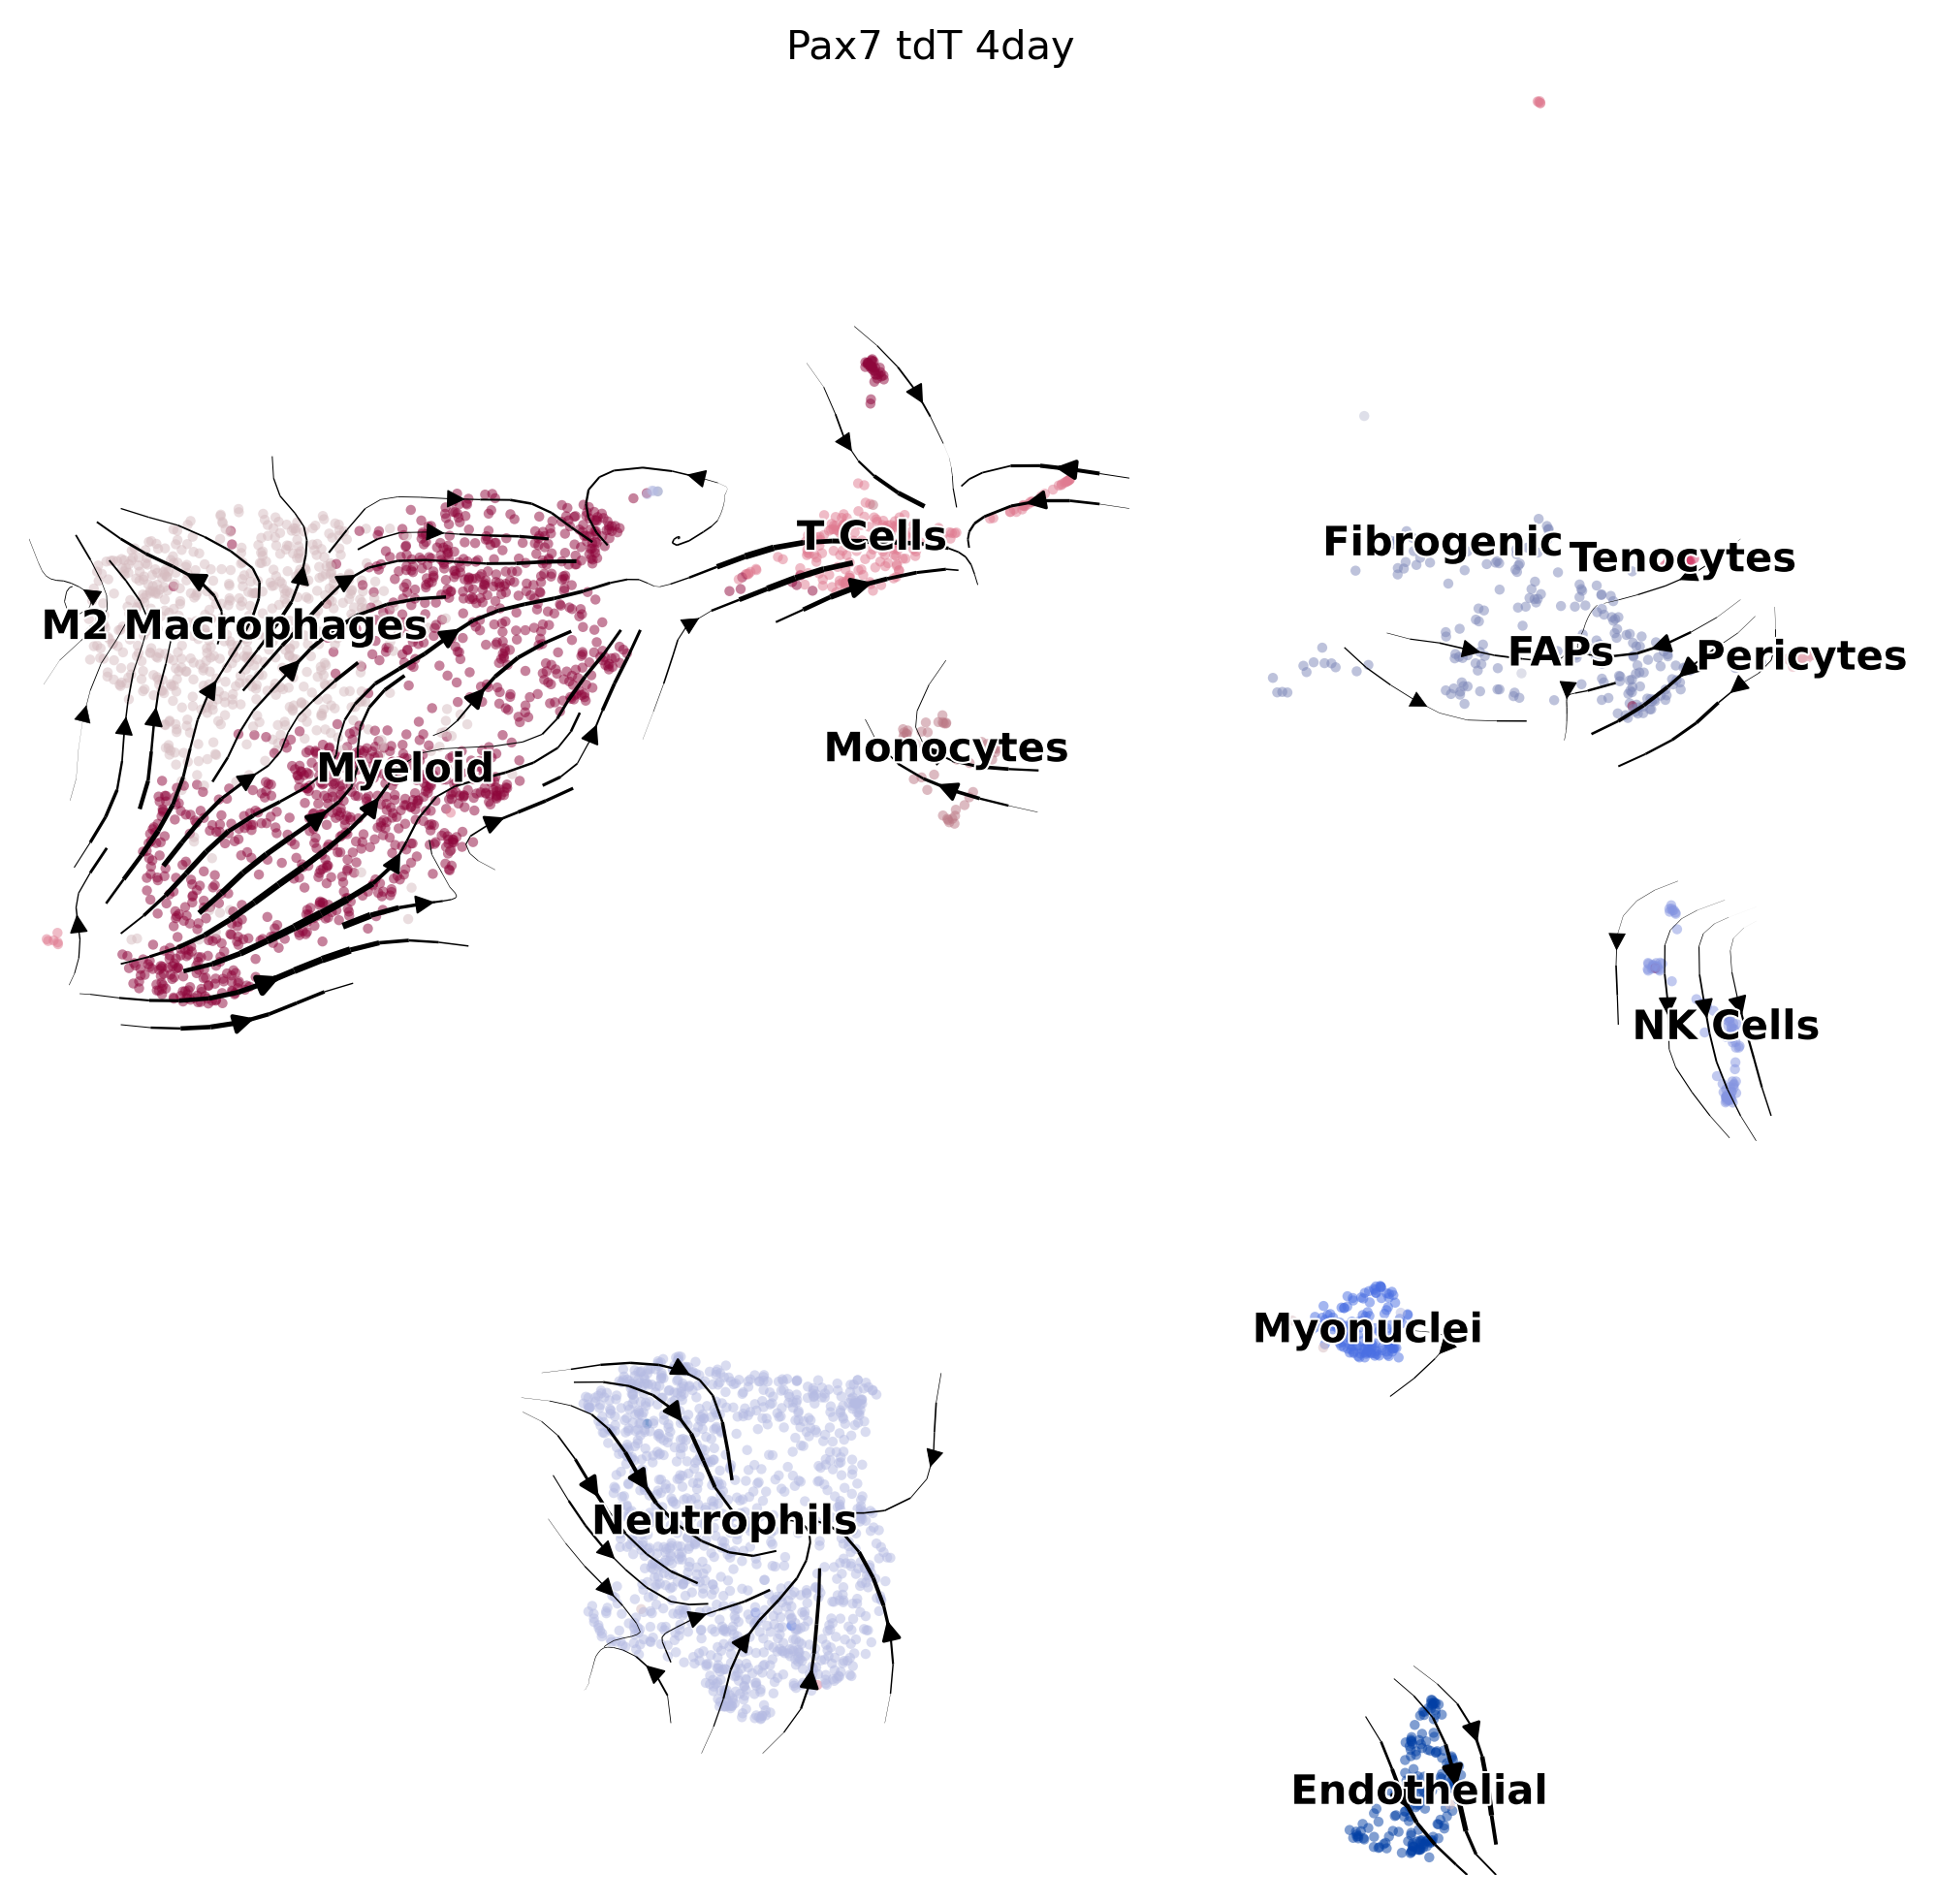 Pax7 tdT 4day
T Cells
Fibrogenic
Tenocytes
M2 Macrophages
FAPs
Pericytes
Monocytes
Myeloid
NK Cells
Myonuclei
Neutrophils
Endothelial